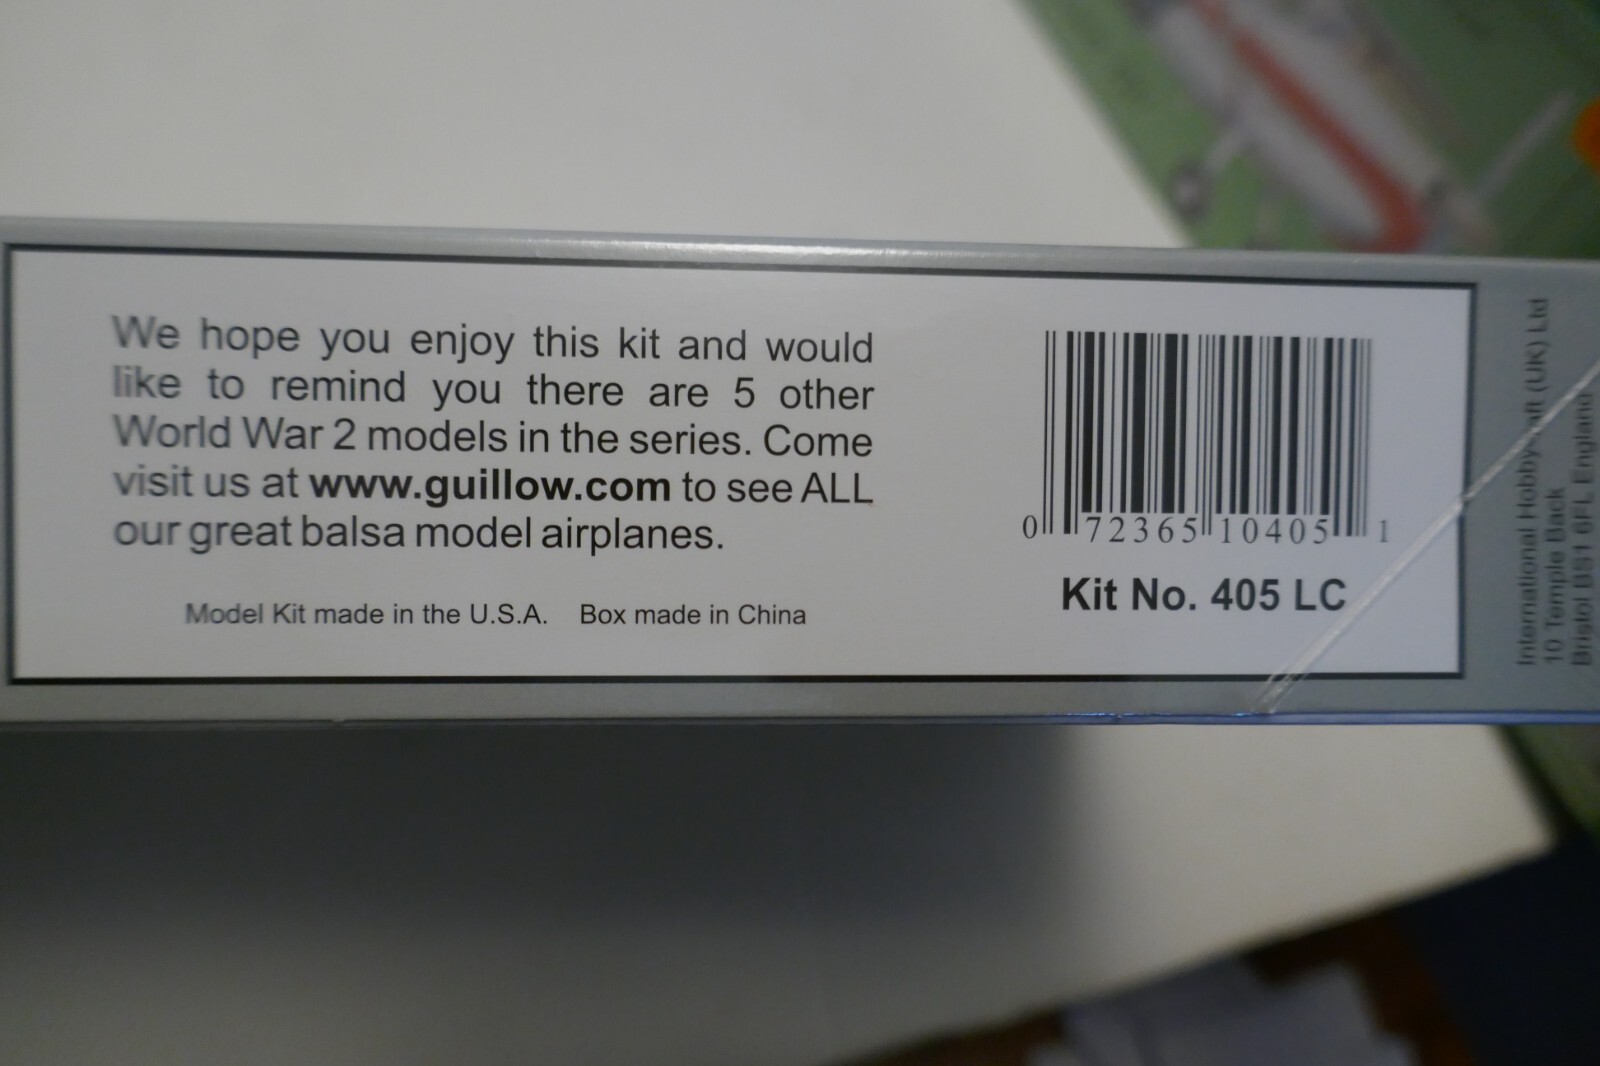 We hope you enjoy this kit and would
like to remind you there are 5 other
World War 2 models in the series. Come
visit us at www.guillow.com to see ALL
our great balsa model airplanes.
Model Kit made in the U.S.A. Box made in China
0 72365 10405 1
Kit No. 405 LC
International Hobbycraft (UK) Ltd
10 Temple Back
Bristol BS1 6FL England